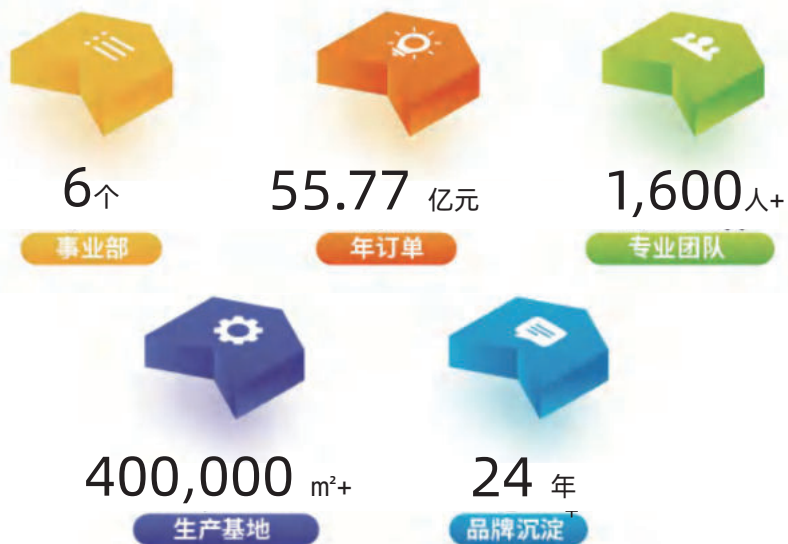 6个
事业部
55.77 亿元
年订单
1,600人+
专业团队
400,000 m²+
生产基地
24 年
品牌沉淀